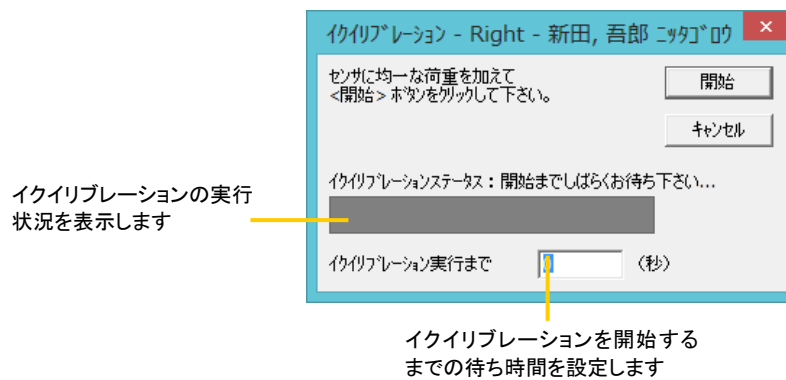 イクイリブレーション - Right - 新田, 吾郎 ニッタゴロウ
センサに均一な荷重を加えて
<開始> ボタンをクリックして下さい。
開始
キャンセル
イクイリブレーションステータス：開始までしばらくお待ち下さい...
イクイリブレーションの実行
状況を表示します
イクイリブレーション実行まで （秒）
イクイリブレーションを開始する
までの待ち時間を設定します